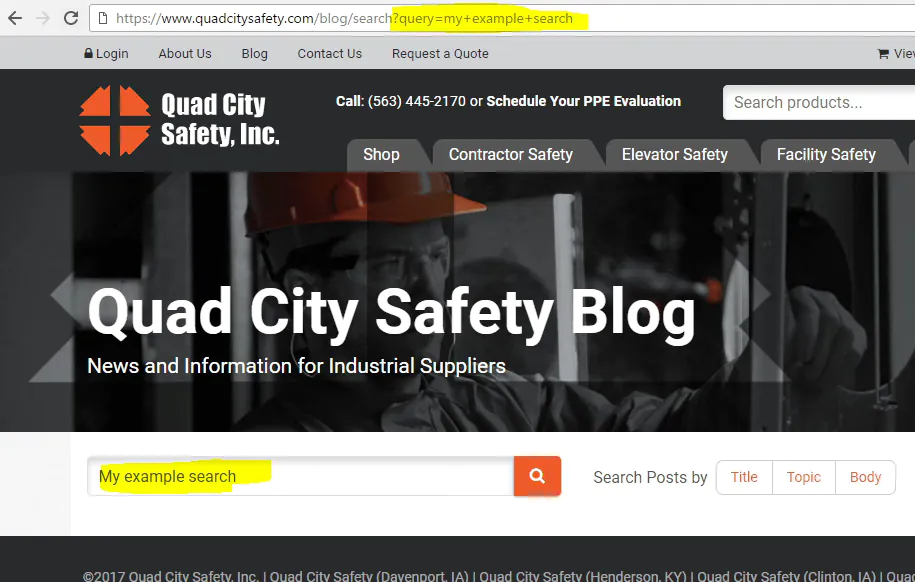 https://www.quadcitysafety.com/blog/search?query=my+example+search
Login About Us Blog Contact Us Request a Quote
Quad City
Safety, Inc.
Call: (563) 445-2170 or Schedule Your PPE Evaluation
Search products...
Shop Contractor Safety Elevator Safety Facility Safety
Quad City Safety Blog
News and Information for Industrial Suppliers
My example search
Search Posts by Title Topic Body
©2017 Quad City Safety, Inc. | Quad City Safety (Davenport, IA) | Quad City Safety (Henderson, KY) | Quad City Safety (Clinton, IA) |